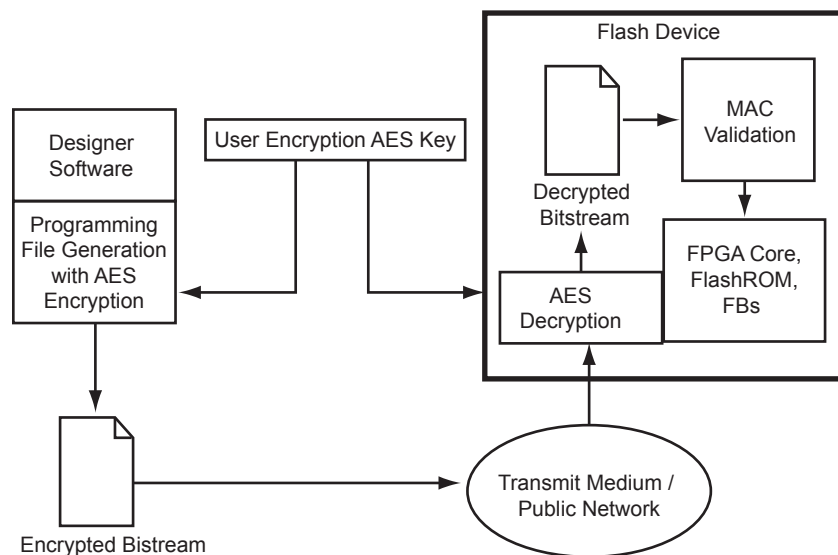 Flash Device
MAC
Validation
Designer
Software
User Encryption AES Key
Decrypted
Bitstream
Programming
File Generation
with AES
Encryption
FPGA Core,
FlashROM,
FBs
AES
Decryption
Transmit Medium /
Public Network
Encrypted Bistream